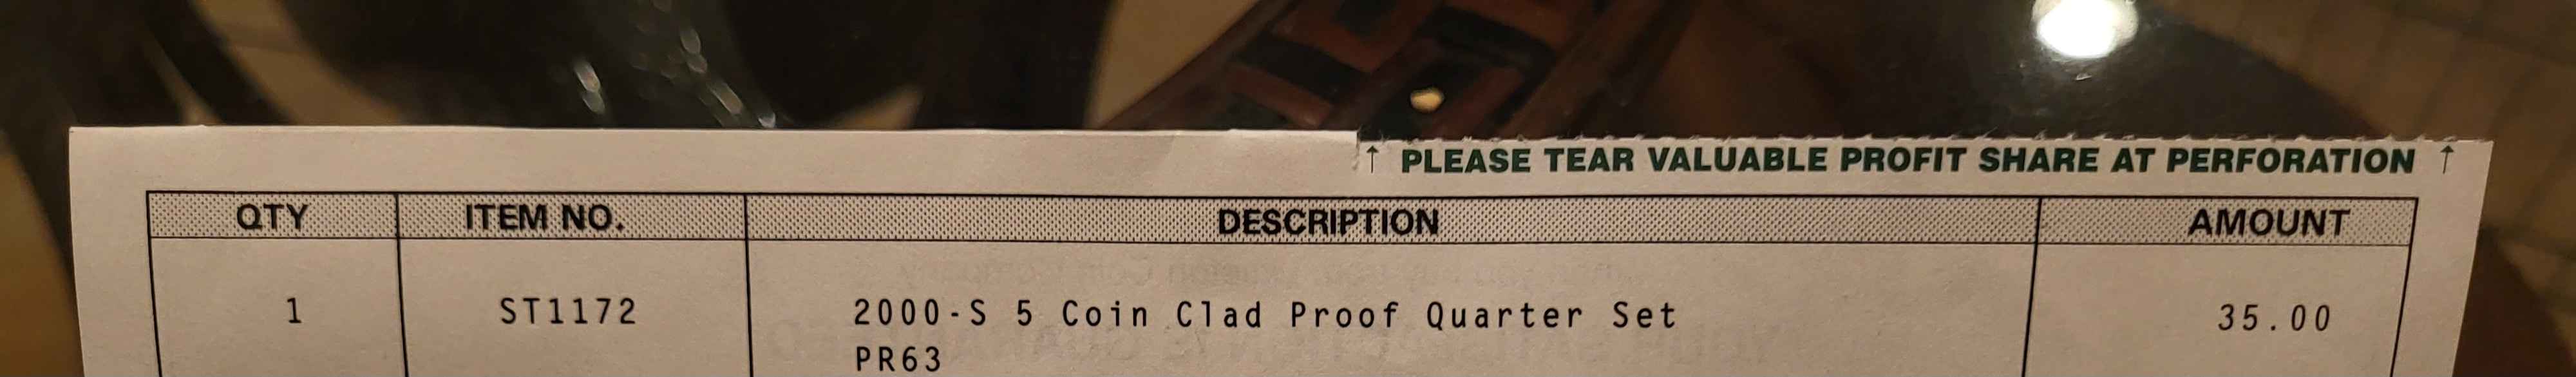 ↑ PLEASE TEAR VALUABLE PROFIT SHARE AT PERFORATION ↑
QTY ITEM NO. DESCRIPTION AMOUNT
1 ST1172 2000-S 5 Coin Clad Proof Quarter Set 35.00
PR63